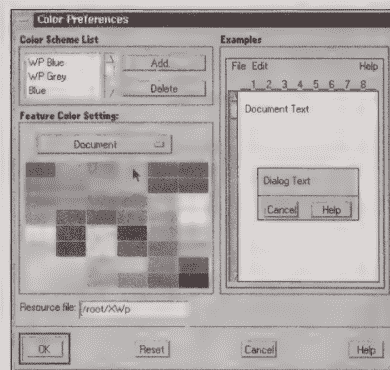 Color Preferences
Color Scheme List
WP Blue
WP Grey
Blue
Add...
Delete
Feature Color Setting:
Document
Examples
File Edit Help
1 2 3 4 5 6 7 8
Document Text
Dialog Text
Cancel Help
Resource file: /root/XWp
OK Reset Cancel Help